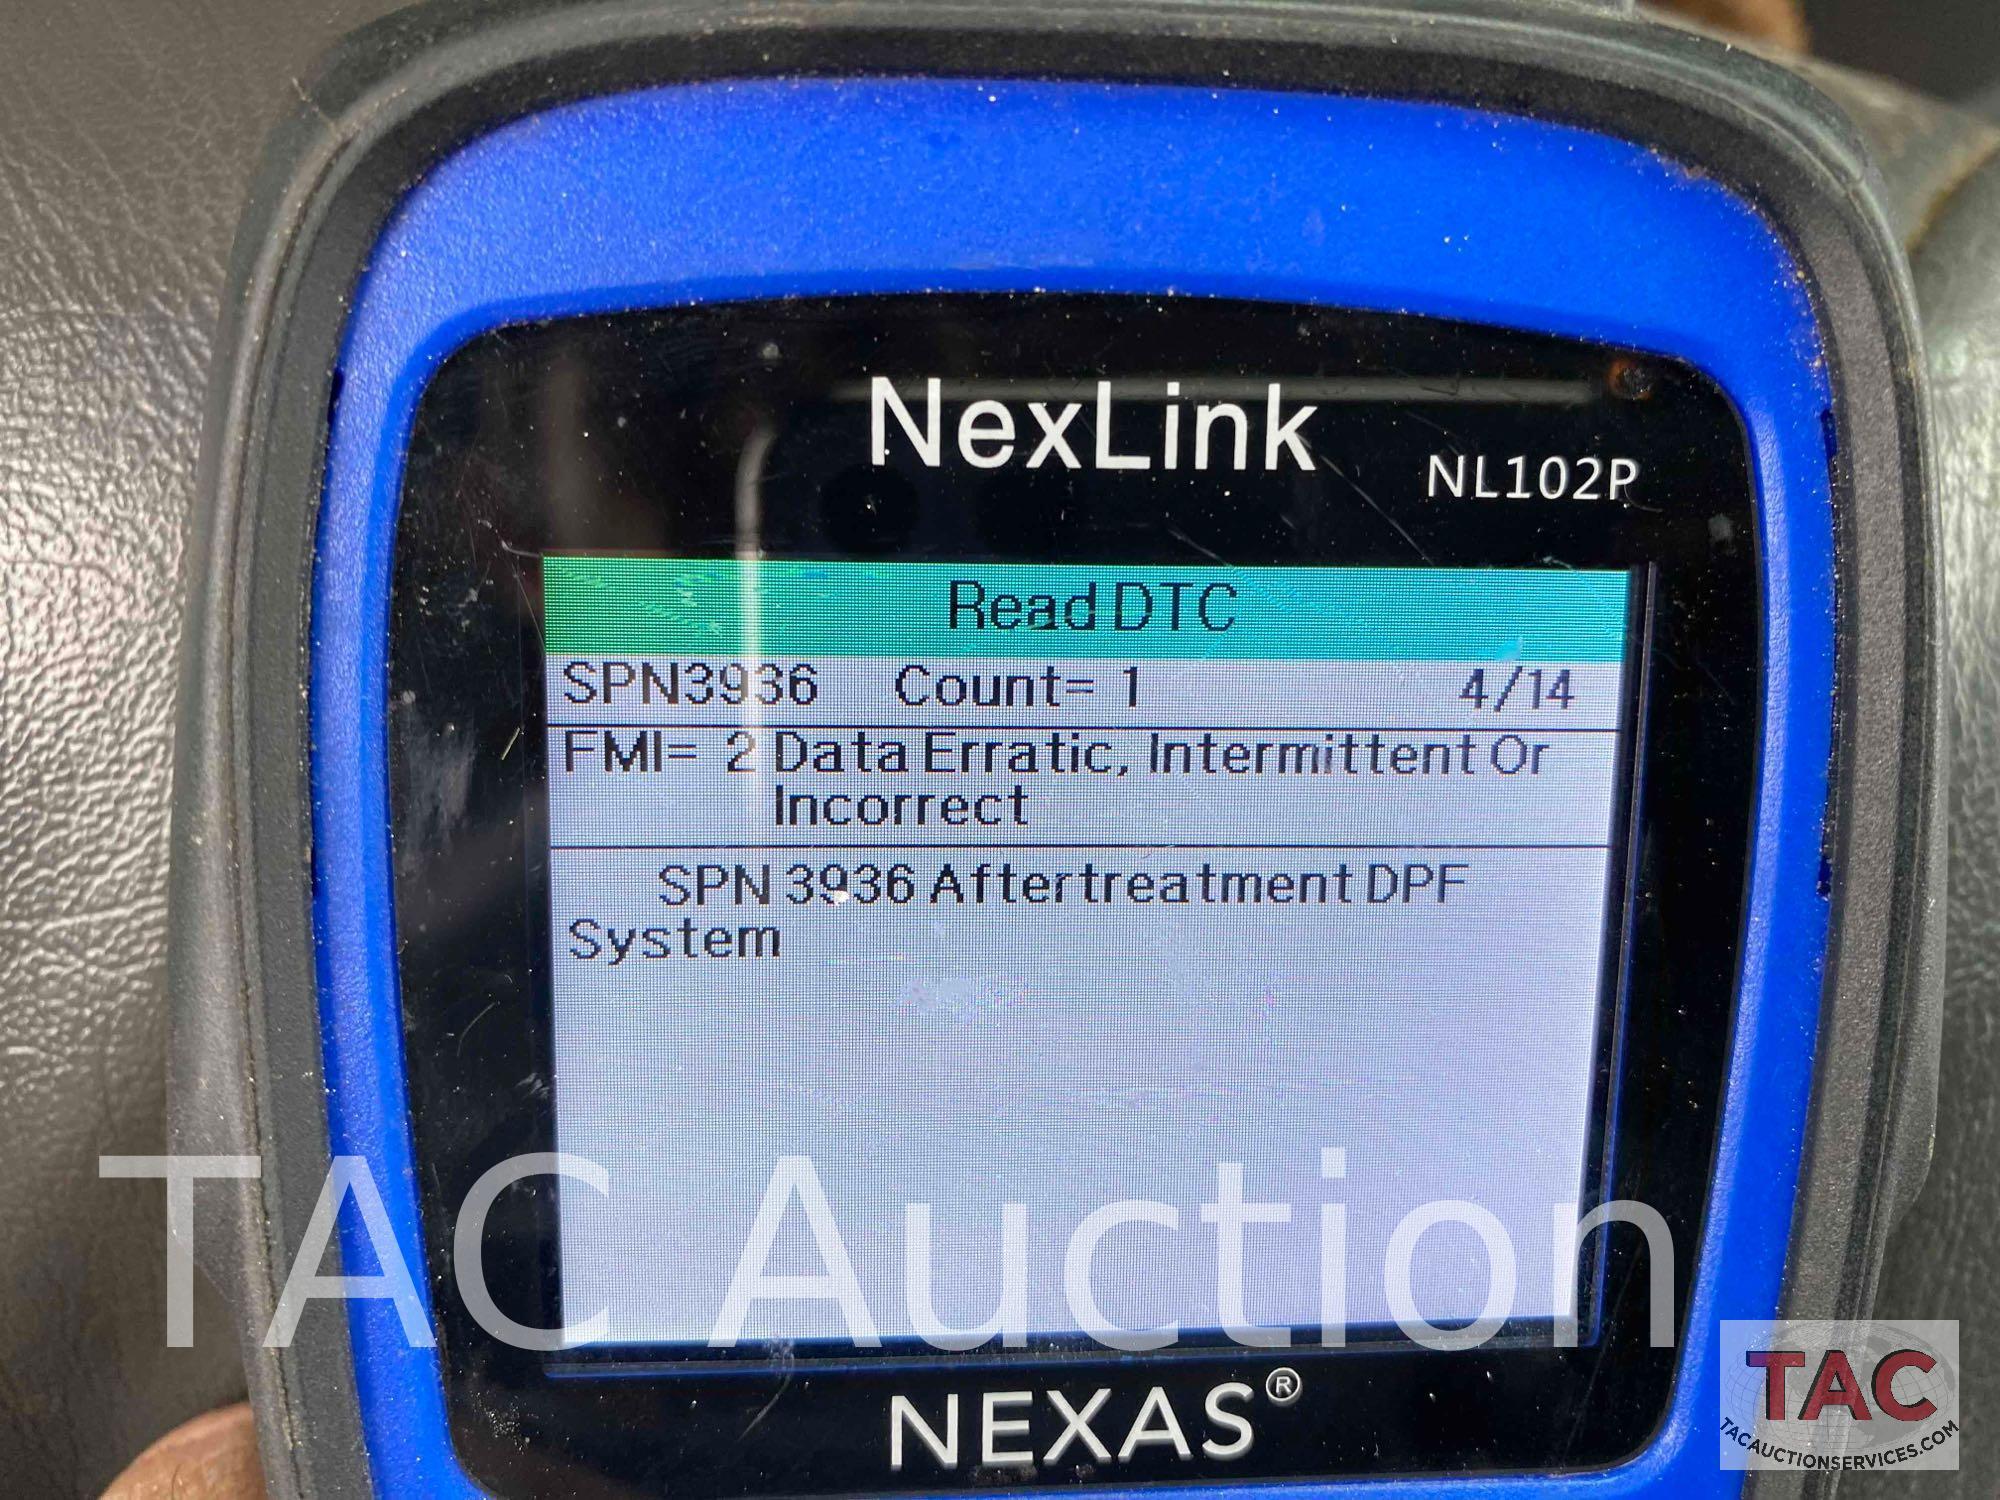 NexLink
NL102P
Read DTC
SPN3936 Count= 1 4/14
FMI= 2 Data Erratic, Intermittent Or
Incorrect
SPN 3936 Aftertreatment DPF
System
TAC Auction
NEXAS®
TAC
TACAUCTIONSERVICES.COM